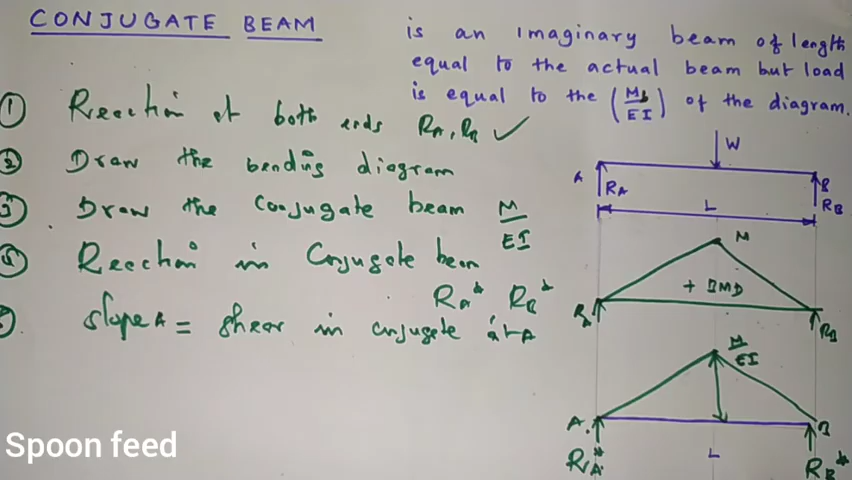 CONJUGATE BEAM
is an imaginary beam of length
equal to the actual beam but load
is equal to the (M/EI) of the diagram.
① Reaction at both ends RA, RB ✓
② Draw the bending diagram
③ Draw the conjugate beam M/EI
Reaction in Conjugate beam
RA* RB*
slope A = shear in conjugate at A
W
A RA B RB
L
M
+ BMD
RA RB
M/EI
A B
RA* L RB*
Spoon feed